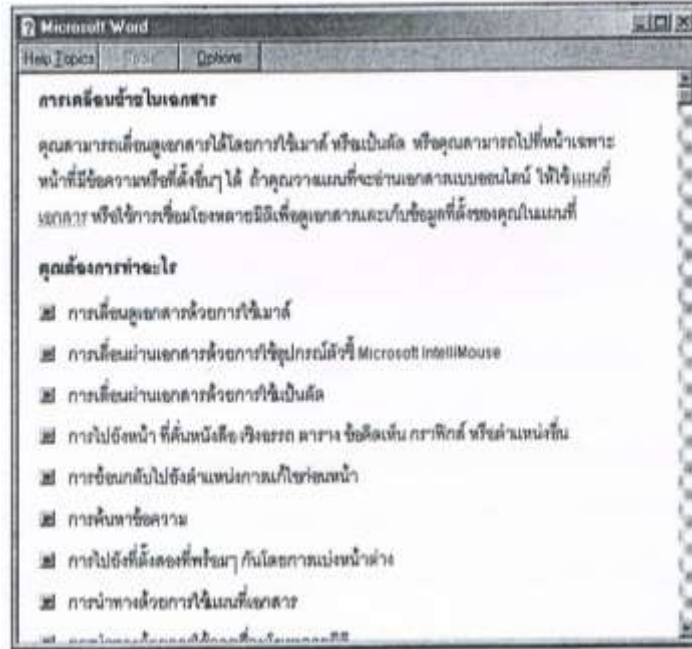 Microsoft Word
Help Topics Options
การเคลื่อนย้ายในเอกสาร
คุณสามารถเลื่อนดูเอกสารได้โดยการใช้เมาส์ หรือแป้นลัด หรือคุณสามารถไปที่หน้าเฉพาะ
หน้าที่มีข้อความหรือที่ตั้งอื่นๆ ได้ ถ้าคุณวางแผนที่จะอ่านเอกสารแบบออนไลน์ ให้ใช้แผนที่
เอกสาร หรือใช้การเชื่อมโยงหลายมิติเพื่อดูเอกสารและเก็บข้อมูลที่ตั้งของคุณในแผนที่
คุณต้องการทำอะไร
การเลื่อนดูเอกสารด้วยการใช้เมาส์
การเลื่อนผ่านเอกสารด้วยการใช้อุปกรณ์ตัวชี้ Microsoft IntelliMouse
การเลื่อนผ่านเอกสารด้วยการใช้แป้นลัด
การไปยังหน้า ที่คั่นหนังสือ เชิงอรรถ ตาราง ข้อคิดเห็น กราฟิกส์ หรือตำแหน่งอื่น
การย้อนกลับไปยังตำแหน่งการแก้ไขก่อนหน้า
การค้นหาข้อความ
การไปยังที่ตั้งสองที่พร้อมๆ กันโดยการแบ่งหน้าต่าง
การนำทางด้วยการใช้แผนที่เอกสาร